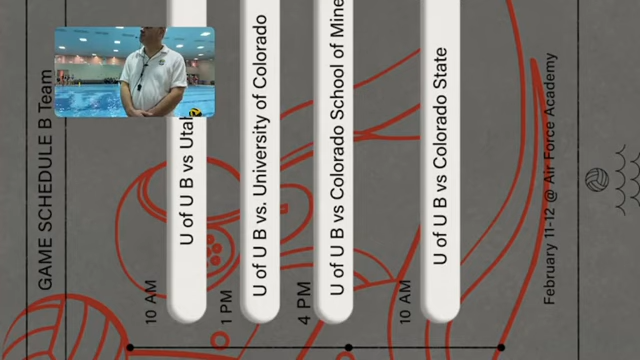 GAME SCHEDULE B Team
10 AM
U of U B vs Utah
1 PM
U of U B vs. University of Colorado
4 PM
U of U B vs Colorado School of Mine
10 AM
U of U B vs Colorado State
February 11-12 @ Air Force Academy